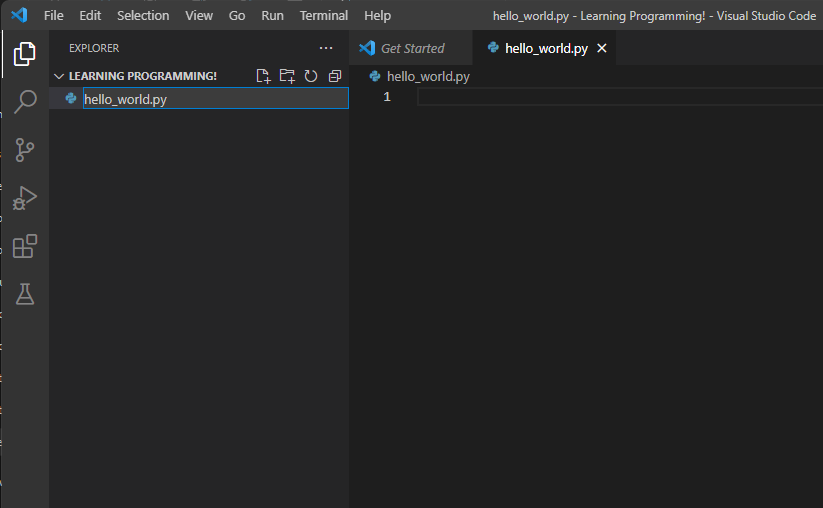 File Edit Selection View Go Run Terminal Help hello_world.py - Learning Programming! - Visual Studio Code
EXPLORER ···
Get Started
hello_world.py
LEARNING PROGRAMMING!
hello_world.py
hello_world.py
1